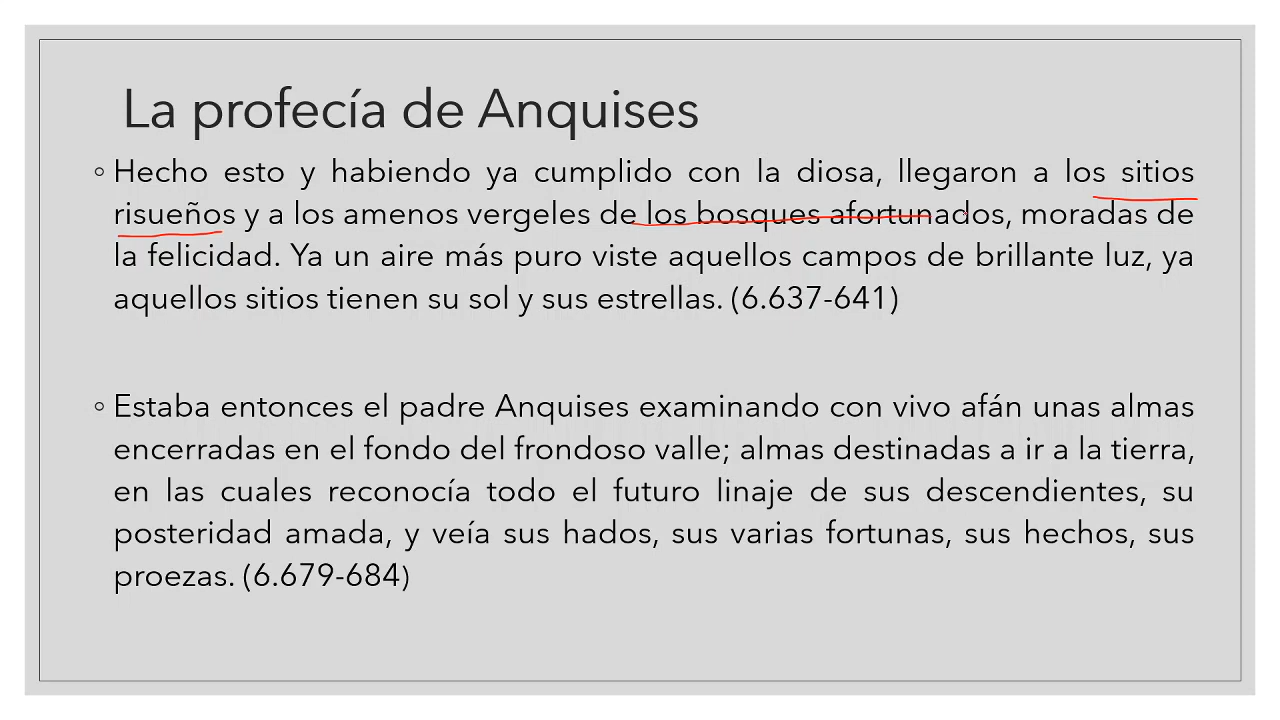 La profecía de Anquises
◦ Hecho esto y habiendo ya cumplido con la diosa, llegaron a los sitios
risueños y a los amenos vergeles de los bosques afortunados, moradas de
la felicidad. Ya un aire más puro viste aquellos campos de brillante luz, ya
aquellos sitios tienen su sol y sus estrellas. (6.637-641)
◦ Estaba entonces el padre Anquises examinando con vivo afán unas almas
encerradas en el fondo del frondoso valle; almas destinadas a ir a la tierra,
en las cuales reconocía todo el futuro linaje de sus descendientes, su
posteridad amada, y veía sus hados, sus varias fortunas, sus hechos, sus
proezas. (6.679-684)